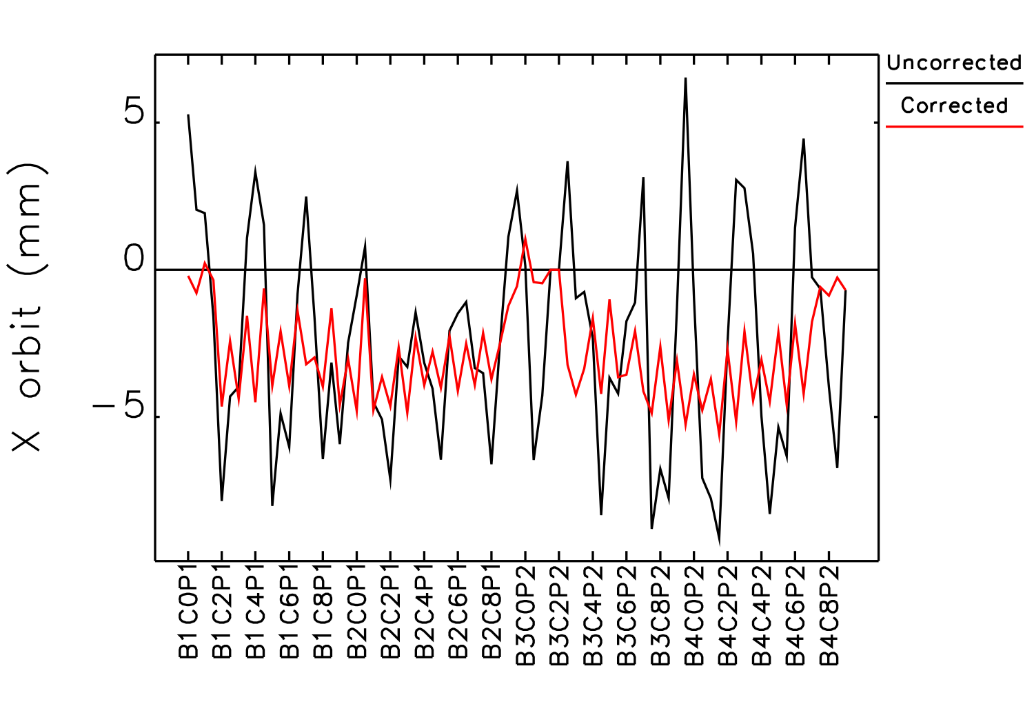 Uncorrected
Corrected
X orbit (mm)
5
0
−5
B1C0P1
B1C2P1
B1C4P1
B1C6P1
B1C8P1
B2C0P1
B2C2P1
B2C4P1
B2C6P1
B2C8P1
B3C0P2
B3C2P2
B3C4P2
B3C6P2
B3C8P2
B4C0P2
B4C2P2
B4C4P2
B4C6P2
B4C8P2